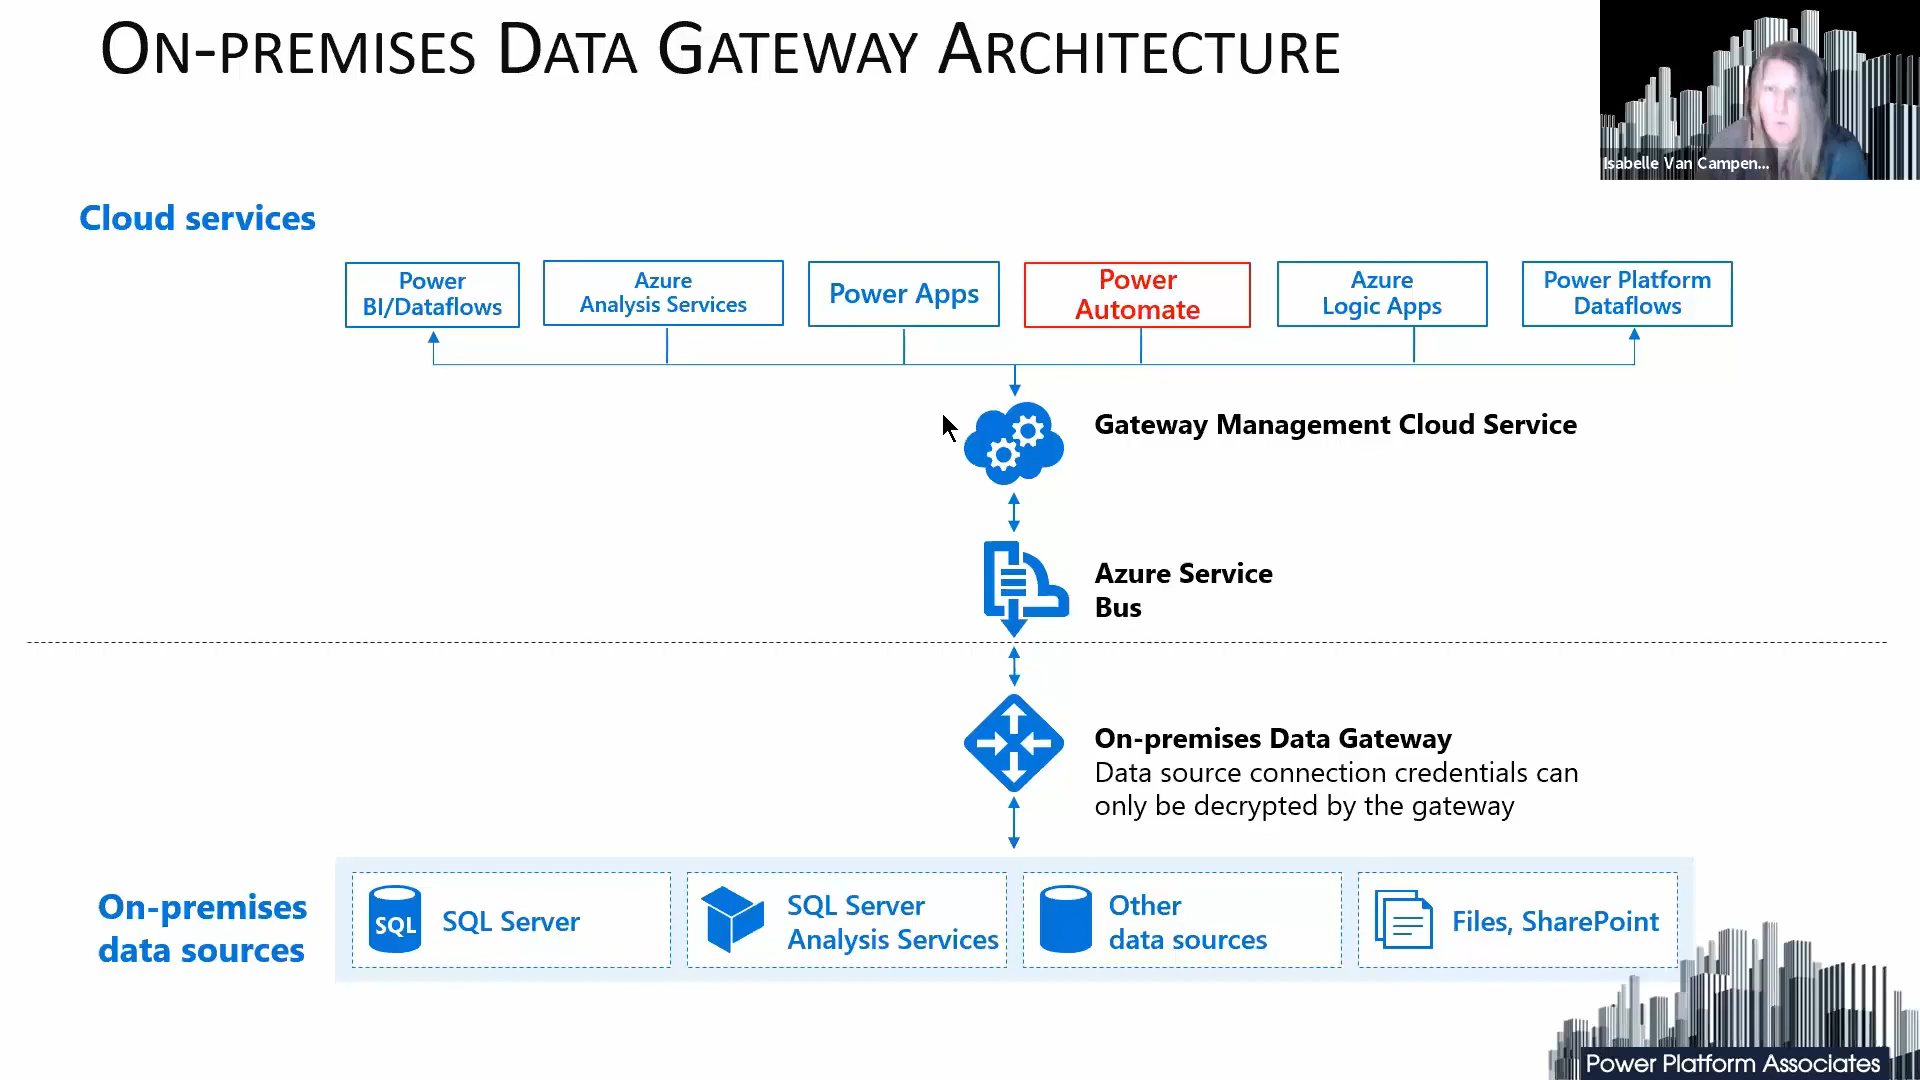 ON-PREMISES DATA GATEWAY ARCHITECTURE
Isabelle Van Campen...
Cloud services
Power
BI/Dataflows
Azure
Analysis Services
Power Apps
Power
Automate
Azure
Logic Apps
Power Platform
Dataflows
Gateway Management Cloud Service
Azure Service
Bus
On-premises Data Gateway
Data source connection credentials can
only be decrypted by the gateway
On-premises
data sources
SQL
SQL Server
SQL Server
Analysis Services
Other
data sources
Files, SharePoint
Power Platform Associates